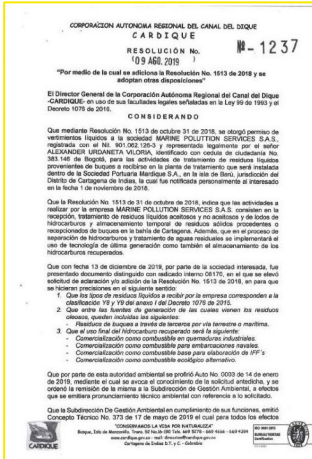 CORPORACION AUTONOMA REGIONAL DEL CANAL DEL DIQUE
CARDIQUE
RESOLUCIÓN No.
Nº- 1237
(09 AGO. 2019)
"Por medio de la cual se adiciona la Resolución No. 1513 de 2018 y se
adoptan otras disposiciones"
El Director General de la Corporación Autónoma Regional del Canal del Dique
-CARDIQUE- en uso de sus facultades legales señaladas en la Ley 99 de 1993 y el
Decreto 1076 de 2015.
CONSIDERANDO
Que mediante Resolución No. 1513 de octubre 31 de 2018, se otorgó permiso de
vertimientos líquidos a la sociedad MARINE POLLUTTION SERVICES S.A.S.,
registrada con el Nit. 901.062.126-3 y representada legalmente por el señor
ALEXANDER URDANETA VILORIA, identificado con cedula de ciudadanía No.
383.146 de Bogotá, para las actividades de tratamiento de residuos líquidos
provenientes de buques a recibirse en la planta de tratamiento que será instalada
dentro de la Sociedad Portuaria Mardique S.A., en la isla de Barú, jurisdicción del
Distrito de Cartagena de Indias, la cual fue notificada personalmente al interesado
en la fecha 1 de noviembre de 2018.
Que la Resolución No. 1513 de 31 de octubre de 2018, indica que las actividades a
realizar por la empresa MARINE POLLUTION SERVICES S.A.S. consisten en la
recepción, tratamiento de residuos líquidos aceitosos y no aceitosos y de lodos de
hidrocarburos y almacenamiento temporal de residuos sólidos procedentes o
recepcionados de buques en la bahía de Cartagena. Además, que en el proceso de
separación de hidrocarburos y tratamiento de aguas residuales se implementará el
uso de tecnología de última generación como también el almacenamiento de los
hidrocarburos recuperados.
Que con fecha 13 de diciembre de 2018, por parte de la sociedad interesada, fue
presentado documento distinguido con radicado interno 08170, en el que se elevó
solicitud de aclaración y/o adición de la Resolución No. 1513 de 2018, en para que
se hicieran precisiones en el siguiente sentido:
1. Que los tipos de residuos líquidos a recibir por la empresa corresponden a la
clasificación Y8 y Y9 del anexo I del Decreto 1076 de 2015.
2. Que entre las fuentes de generación de las cuales vienen los residuos
oleosos, queden incluidas las siguientes:
- Residuos de buques a través de terceros por vía terrestre o marítima.
3. Que el uso final del hidrocarburo recuperado será la siguiente:
- Comercialización como combustible en quemadores industriales.
- Comercialización como combustible para embarcaciones navales.
- Comercialización como combustible base para elaboración de IFF's
- Comercialización como combustible ecológico alternativo.
Que por parte de esta autoridad ambiental se profirió Auto No. 0093 de 14 de enero
de 2019, mediante el cual se avoca el conocimiento de la solicitud antedicha, y se
ordenó la remisión de la misma a la Subdirección de Gestión Ambiental, a efectos
que se emitiera pronunciamiento técnico ambiental con referencia a lo solicitado.
Que la Subdirección de Gestión Ambiental en cumplimiento de sus funciones, emitió
Concepto Técnico No. 373 de 17 de mayo de 2019 el cual para todos los efectos
CARDIQUE
"CONSERVAMOS LA VIDA POR NATURALEZA"
Cartagena de Indias D.T. y C. - Colombia
BUREAU VERITAS